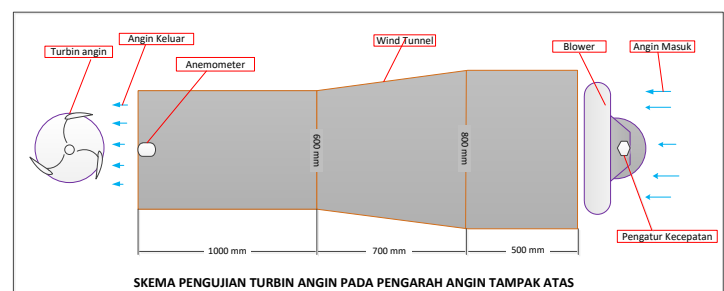 Angin Keluar
Wind Tunnel
Turbin angin
Blower
Angin Masuk
Anemometer
600 mm
800 mm
Pengatur Kecepatan
1000 mm
700 mm
500 mm
SKEMA PENGUJIAN TURBIN ANGIN PADA PENGARAH ANGIN TAMPAK ATAS